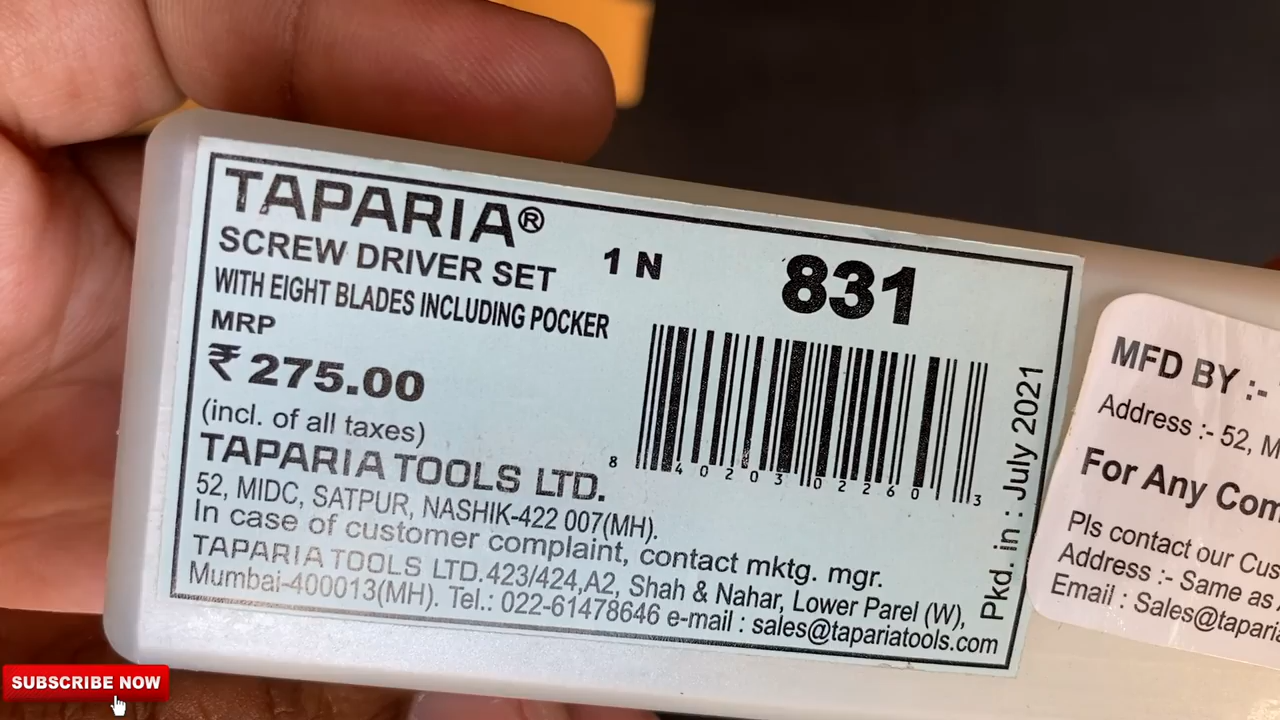 TAPARIA®
SCREW DRIVER SET
WITH EIGHT BLADES INCLUDING POCKER
1 N
831
MRP
₹ 275.00
(incl. of all taxes)
TAPARIA TOOLS LTD.
52, MIDC, SATPUR, NASHIK-422 007(MH).
In case of customer complaint, contact mktg. mgr.
TAPARIA TOOLS LTD.423/424,A2, Shah & Nahar, Lower Parel (W),
Mumbai-400013(MH). Tel.: 022-61478646 e-mail : sales@tapariatools.com
8 40203 02260 3
Pkd. in : July 2021
MFD BY :-
Address :- 52, M
For Any Com
Pls contact our Cus
Address :- Same as
Email : Sales@taparia
SUBSCRIBE NOW